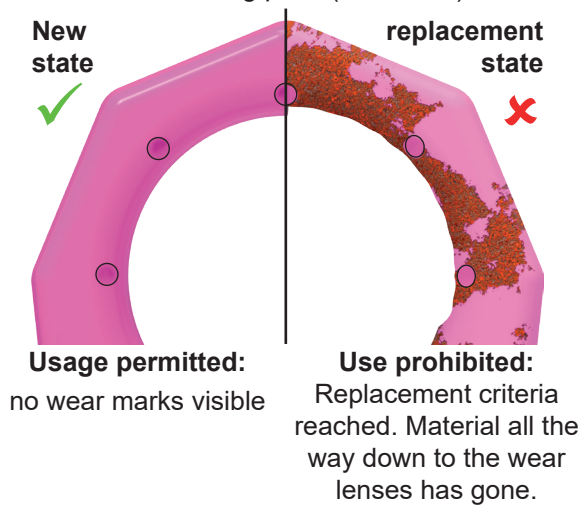 New
state
replacement
state
Usage permitted:
no wear marks visible
Use prohibited:
Replacement criteria
reached. Material all the
way down to the wear
lenses has gone.